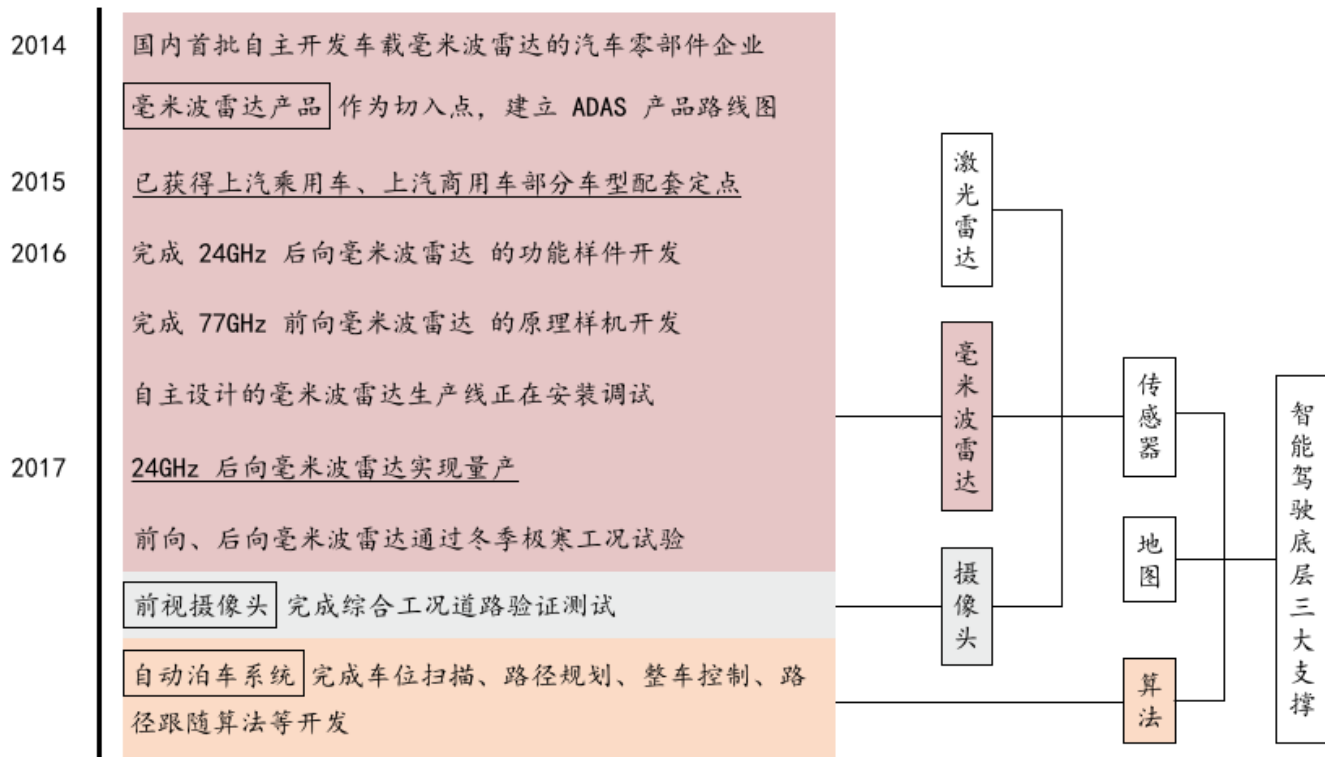 2014 国内首批自主开发车载毫米波雷达的汽车零部件企业
毫米波雷达产品 作为切入点，建立 ADAS 产品路线图
2015 已获得上汽乘用车、上汽商用车部分车型配套定点
2016 完成 24GHz 后向毫米波雷达 的功能样件开发
完成 77GHz 前向毫米波雷达 的原理样机开发
自主设计的毫米波雷达生产线正在安装调试
2017 24GHz 后向毫米波雷达实现量产
前向、后向毫米波雷达通过冬季极寒工况试验
前视摄像头 完成综合工况道路验证测试
自动泊车系统 完成车位扫描、路径规划、整车控制、路
径跟随算法等开发
激光雷达
毫米波雷达
摄像头
传感器
地图
算法
智能驾驶底层三大支撑